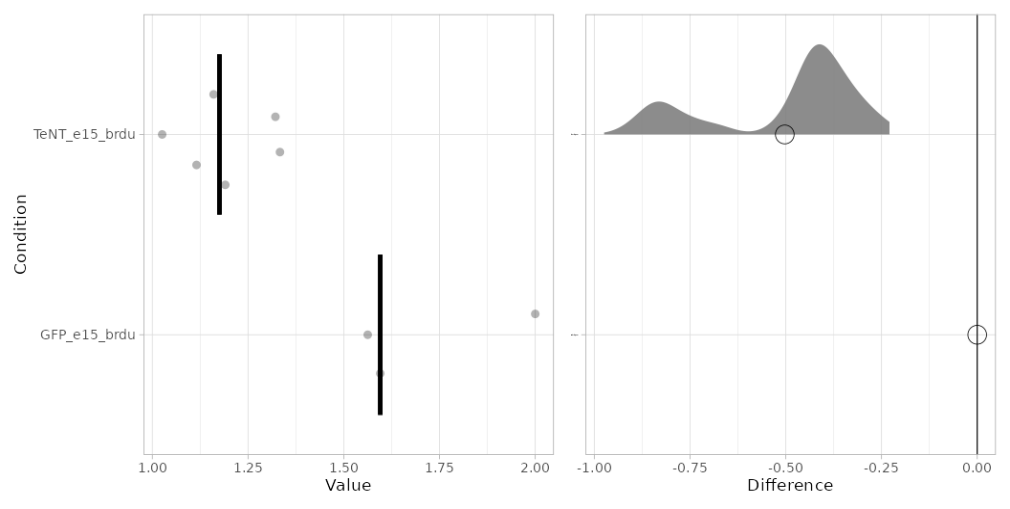 Condition
TeNT_e15_brdu
GFP_e15_brdu
1.00 1.25 1.50 1.75 2.00
Value
-1.00 -0.75 -0.50 -0.25 0.00
Difference